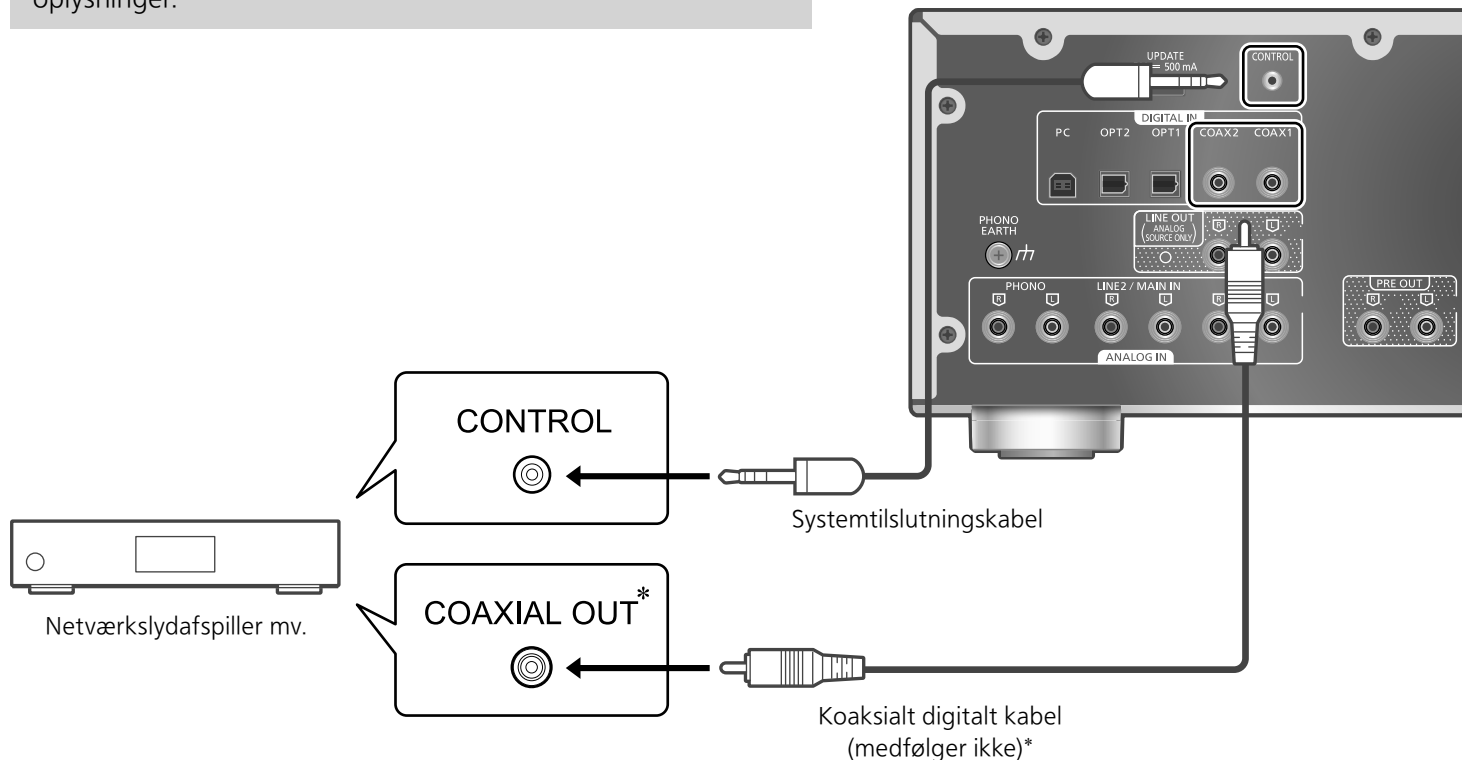 oplysninger.
UPDATE
= 500 mA
CONTROL
DIGITAL IN
PC OPT2 OPT1 COAX2 COAX1
PHONO
EARTH
LINE OUT
(ANALOG
SOURCE ONLY)
R L
PHONO LINE2 / MAIN IN
R L R L R L
ANALOG IN
PRE OUT
R L
CONTROL
Systemtilslutningskabel
COAXIAL OUT*
Netværkslydafspiller mv.
Koaksialt digitalt kabel
(medfølger ikke)*